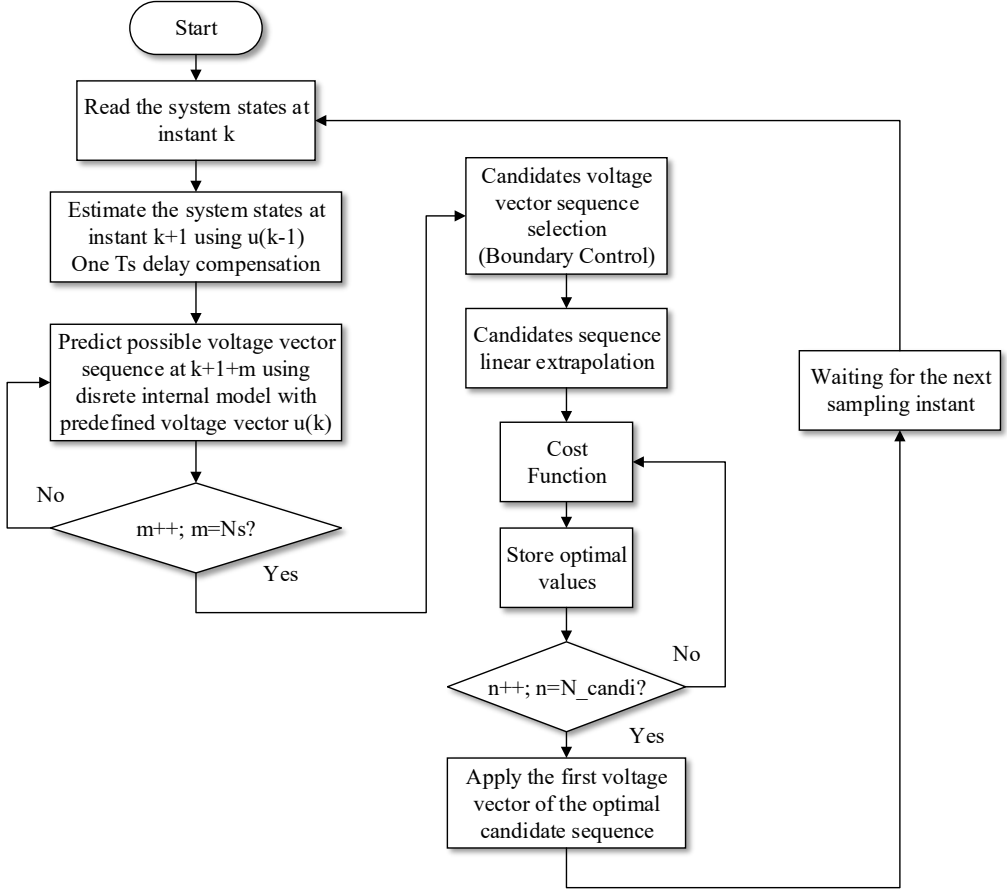 Start
Read the system states at
instant k
Estimate the system states at
instant k+1 using u(k-1)
One Ts delay compensation
Predict possible voltage vector
sequence at k+1+m using
disrete internal model with
predefined voltage vector u(k)
No
m++; m=Ns?
Yes
Candidates voltage
vector sequence
selection
(Boundary Control)
Candidates sequence
linear extrapolation
Cost
Function
Store optimal
values
No
n++; n=N_candi?
Yes
Apply the first voltage
vector of the optimal
candidate sequence
Waiting for the next
sampling instant